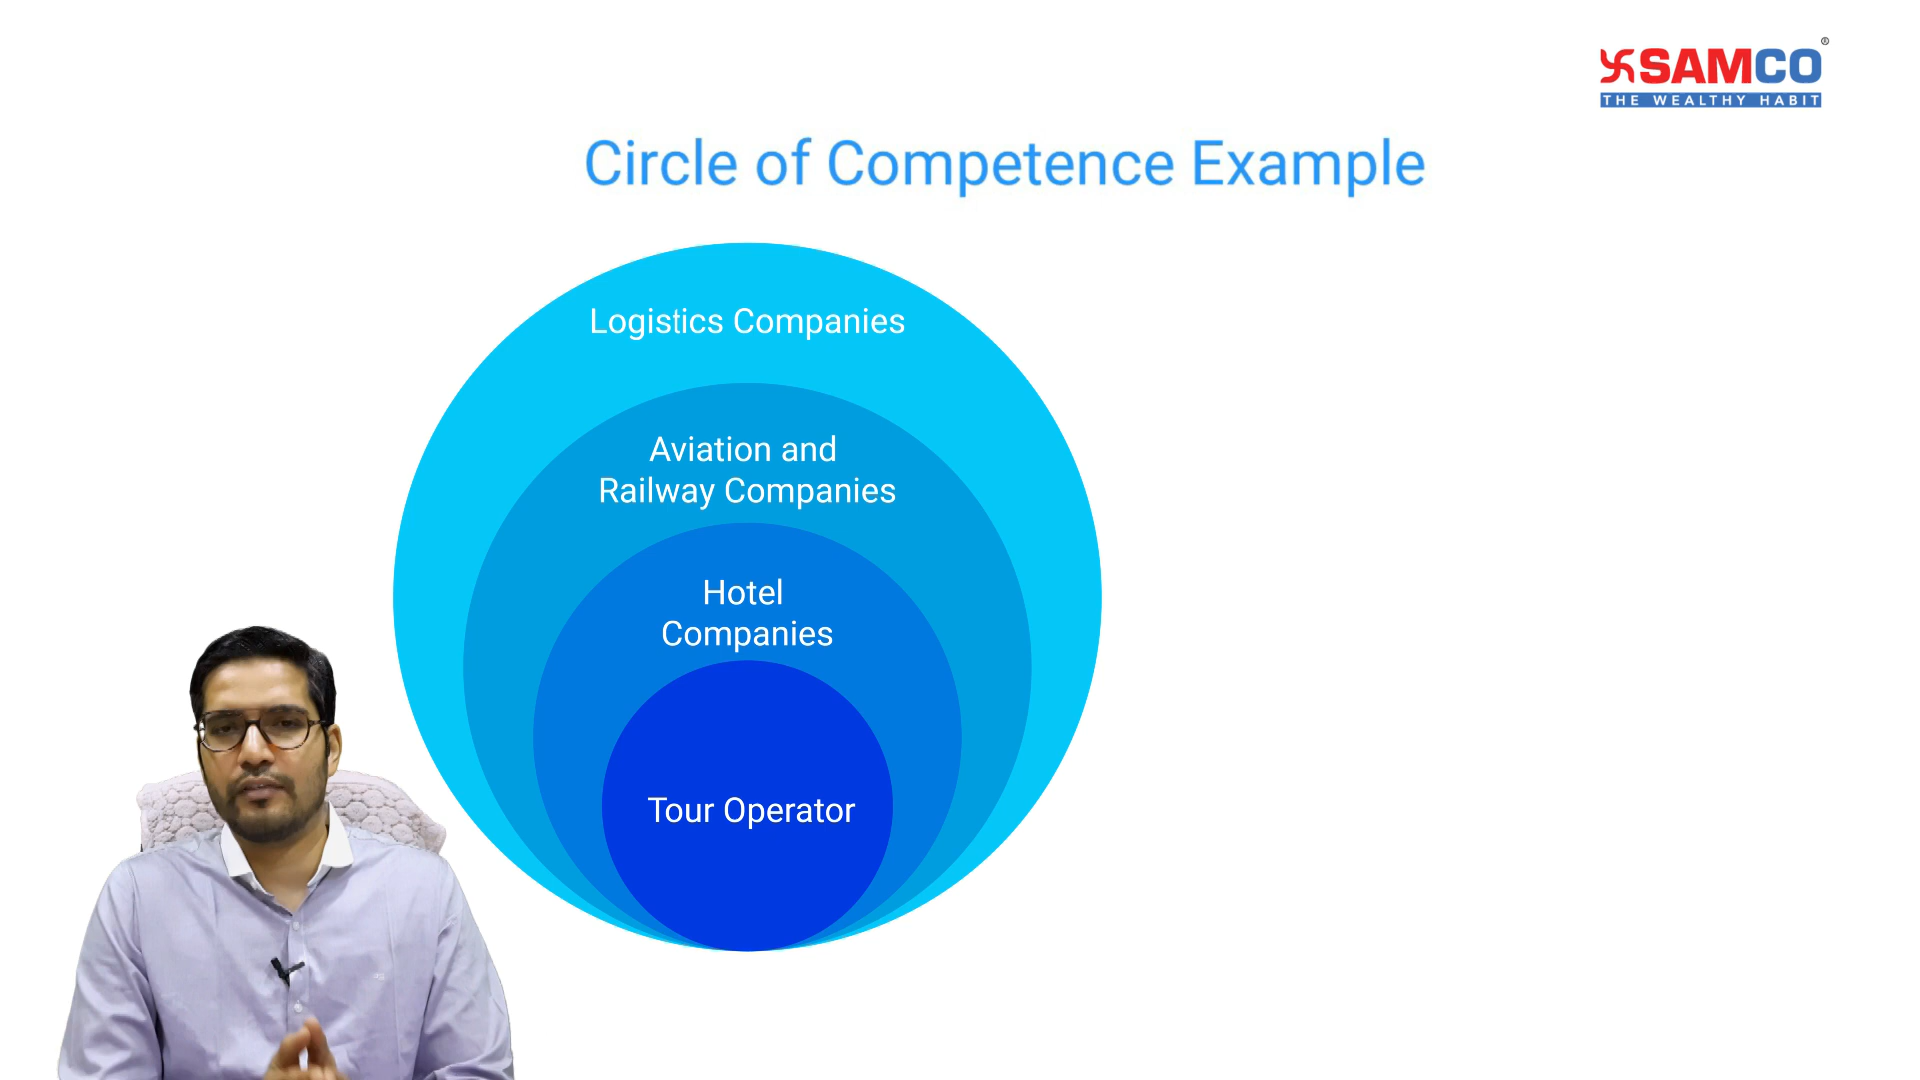 SAMCO®
THE WEALTHY HABIT
Circle of Competence Example
Logistics Companies
Aviation and
Railway Companies
Hotel
Companies
Tour Operator